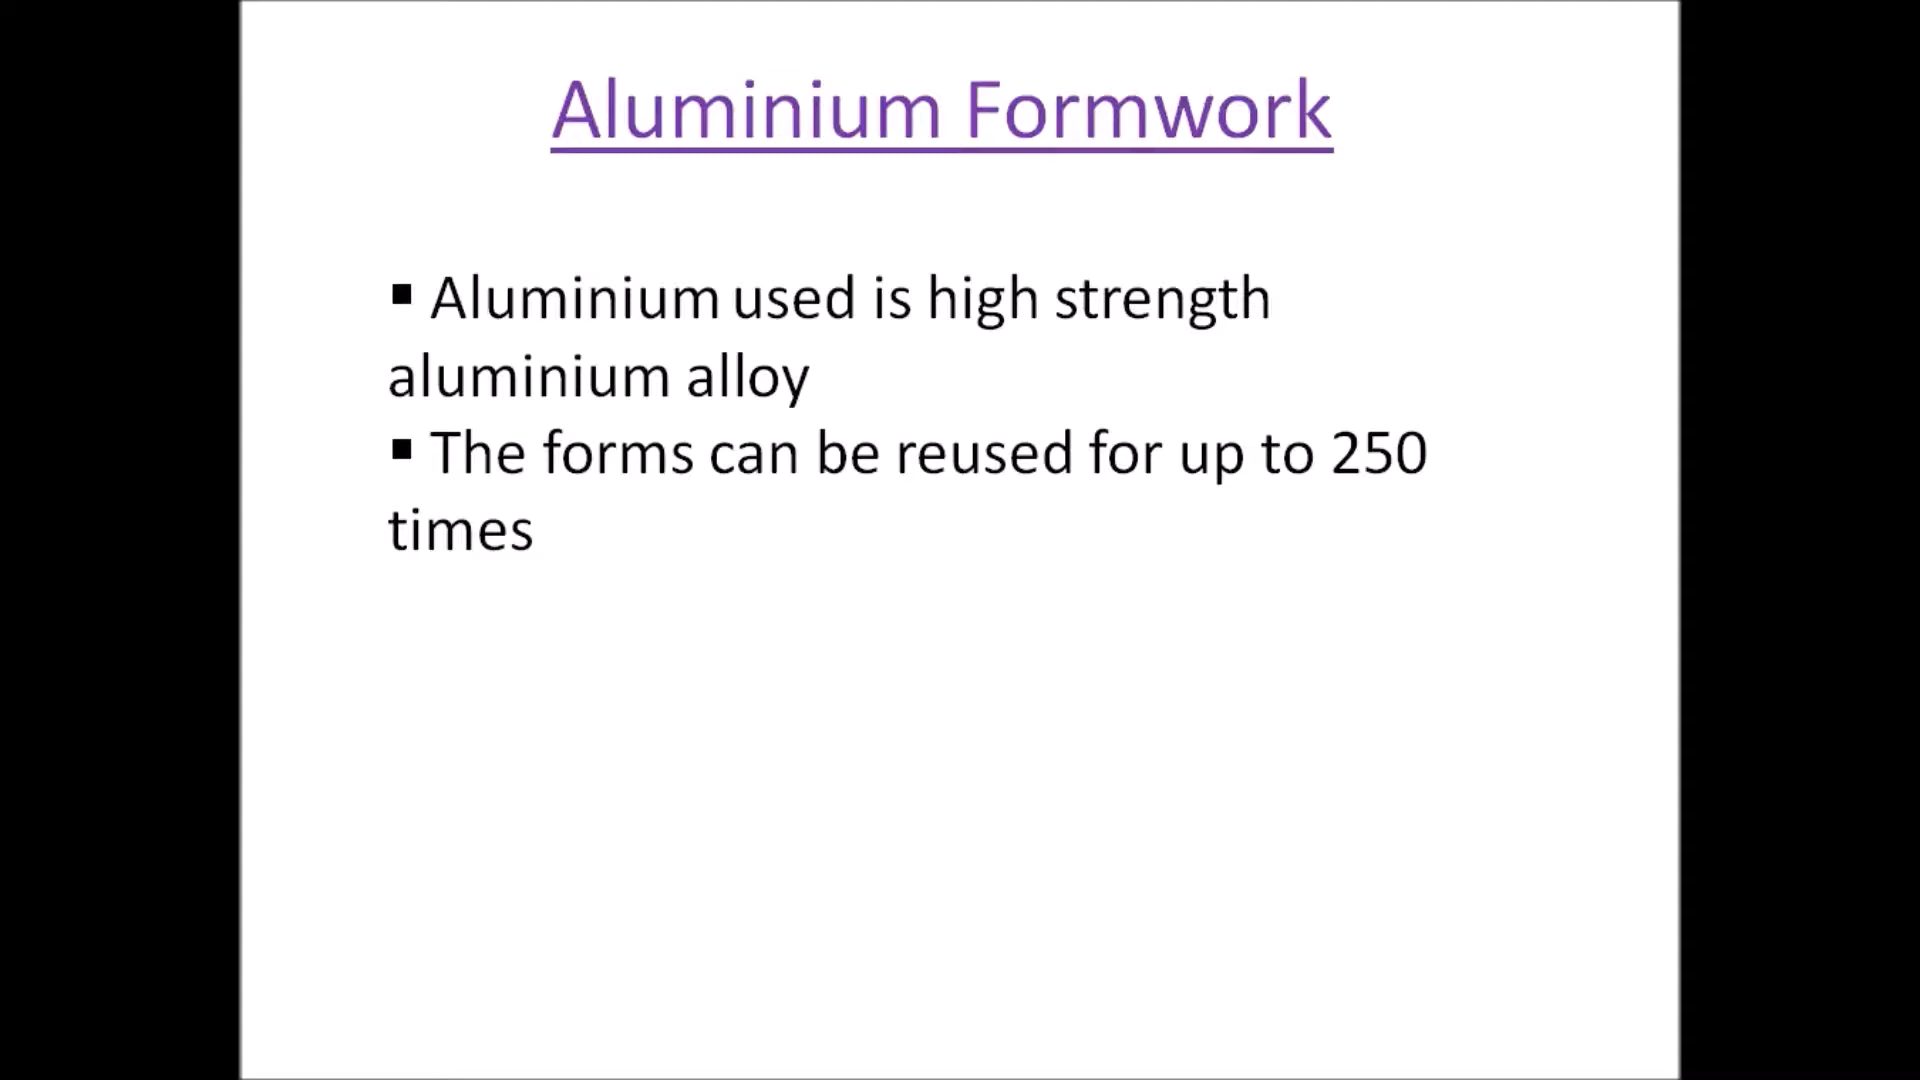 Aluminium Formwork
▪ Aluminium used is high strength
aluminium alloy
▪ The forms can be reused for up to 250
times